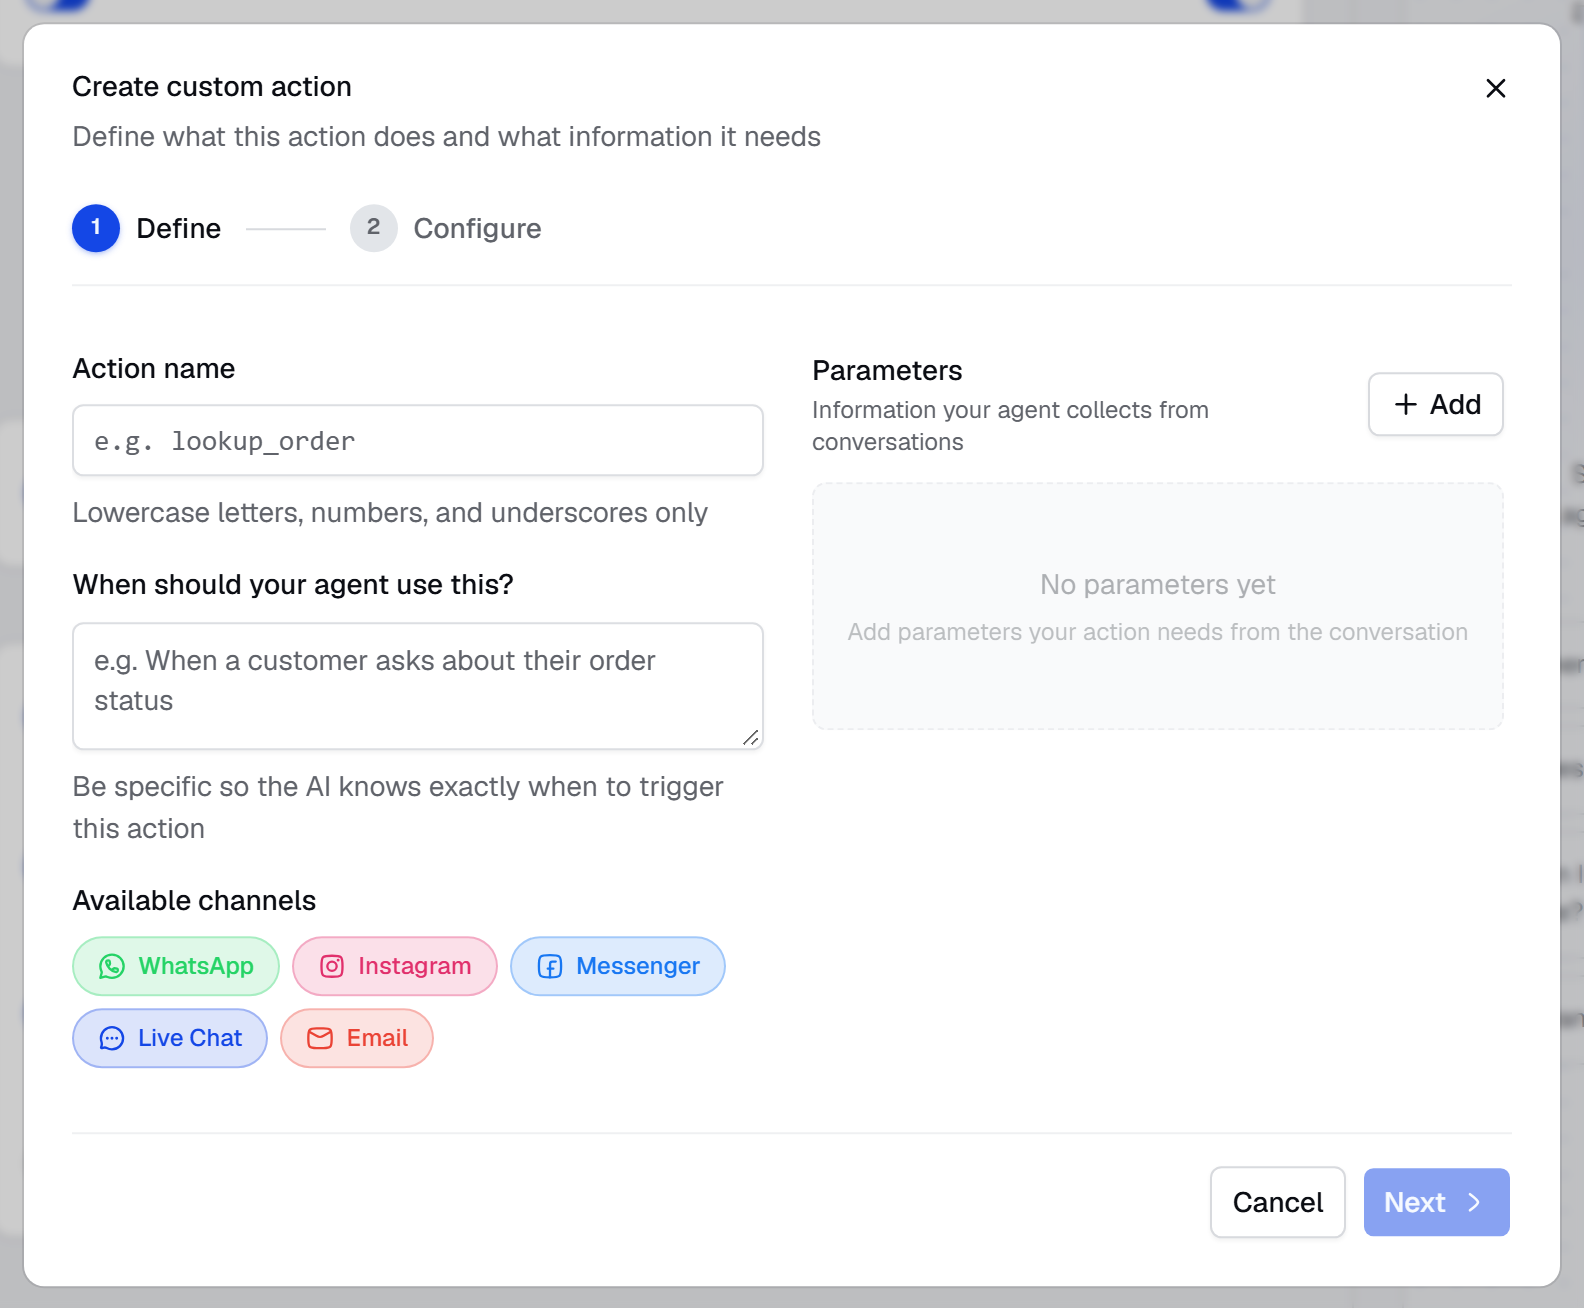 Create custom action
Define what this action does and what information it needs
1 Define
2 Configure
Action name
e.g. lookup_order
Lowercase letters, numbers, and underscores only
When should your agent use this?
e.g. When a customer asks about their order
status
Be specific so the AI knows exactly when to trigger
this action
Available channels
WhatsApp
Instagram
Messenger
Live Chat
Email
Parameters
Information your agent collects from
conversations
Add
No parameters yet
Add parameters your action needs from the conversation
Cancel
Next